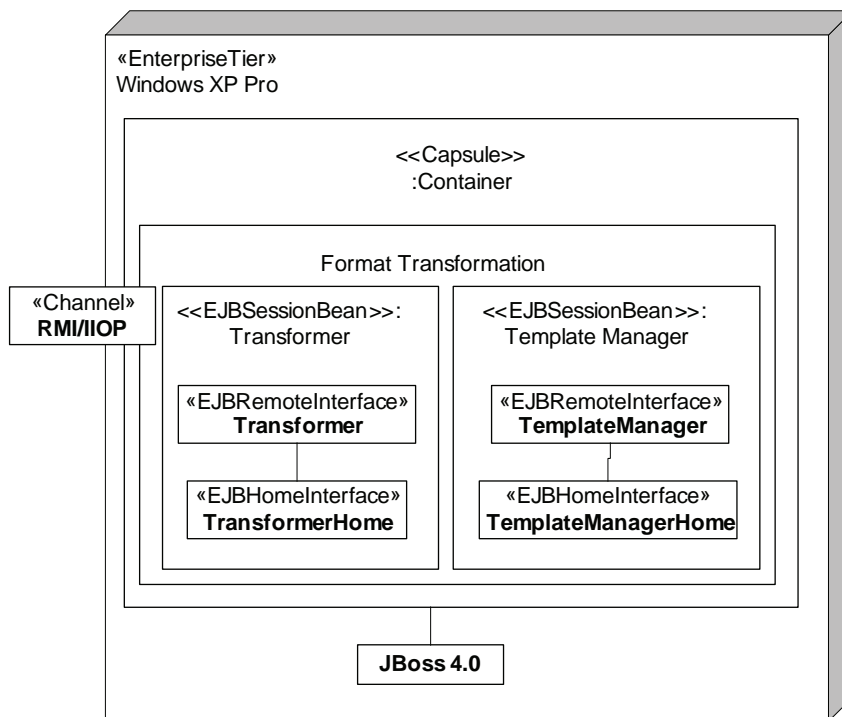 «EnterpriseTier»
Windows XP Pro
<<Capsule>>
:Container
Format Transformation
«Channel»
RMI/IIOP
<<EJBSessionBean>>:
Transformer
«EJBRemoteInterface»
Transformer
«EJBHomeInterface»
TransformerHome
<<EJBSessionBean>>:
Template Manager
«EJBRemoteInterface»
TemplateManager
«EJBHomeInterface»
TemplateManagerHome
JBoss 4.0